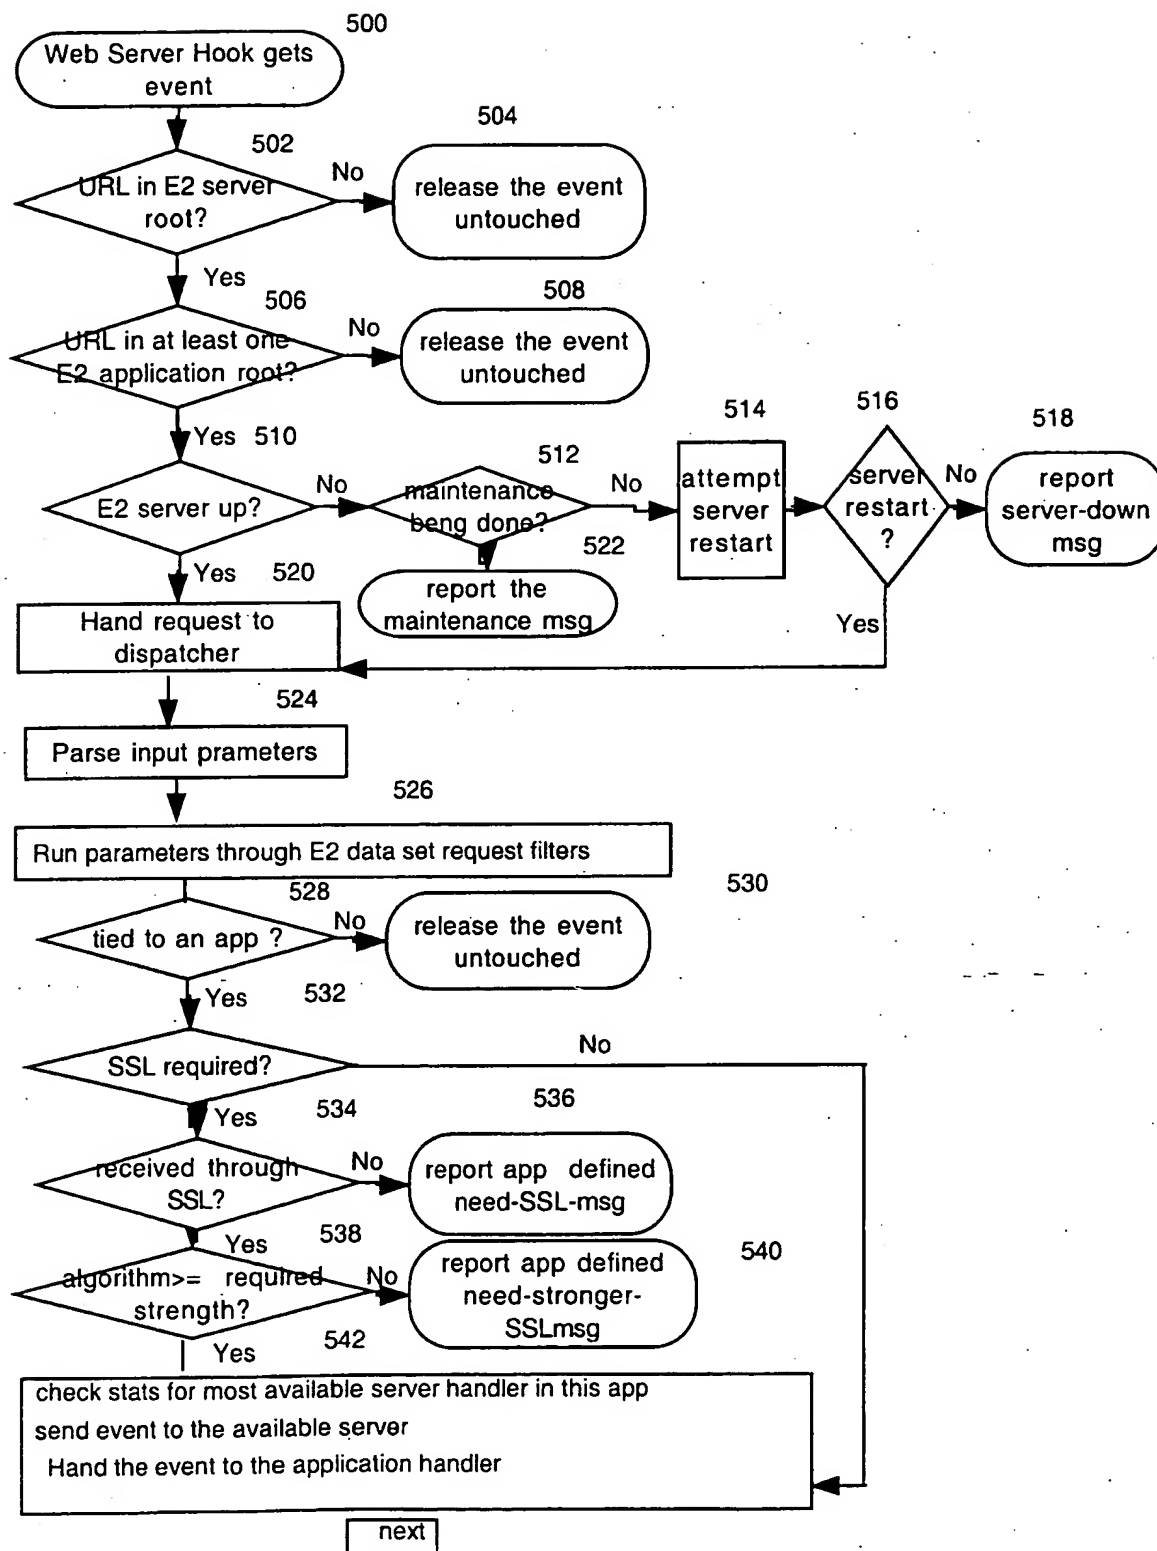 500
Web Server Hook gets
event
502
504
URL in E2 server
root?
No
release the event
untouched
Yes
506
508
URL in at least one
E2 application root?
No
release the event
untouched
Yes
510
512
514
516
518
E2 server up?
No
maintenance
beng done?
No
attempt
server
restart
server
restart
?
No
report
server-down
msg
Yes
520
522
report the
maintenance msg
Yes
Hand request to
dispatcher
524
Parse input prameters
526
Run parameters through E2 data set request filters
528
530
tied to an app ?
No
release the event
untouched
Yes
532
SSL required?
No
Yes
534
536
received through
SSL?
No
report app defined
need-SSL-msg
Yes
538
540
algorithm>= required
strength?
No
report app defined
need-stronger-
SSLmsg
Yes
542
check stats for most available server handler in this app
send event to the available server
Hand the event to the application handler
next